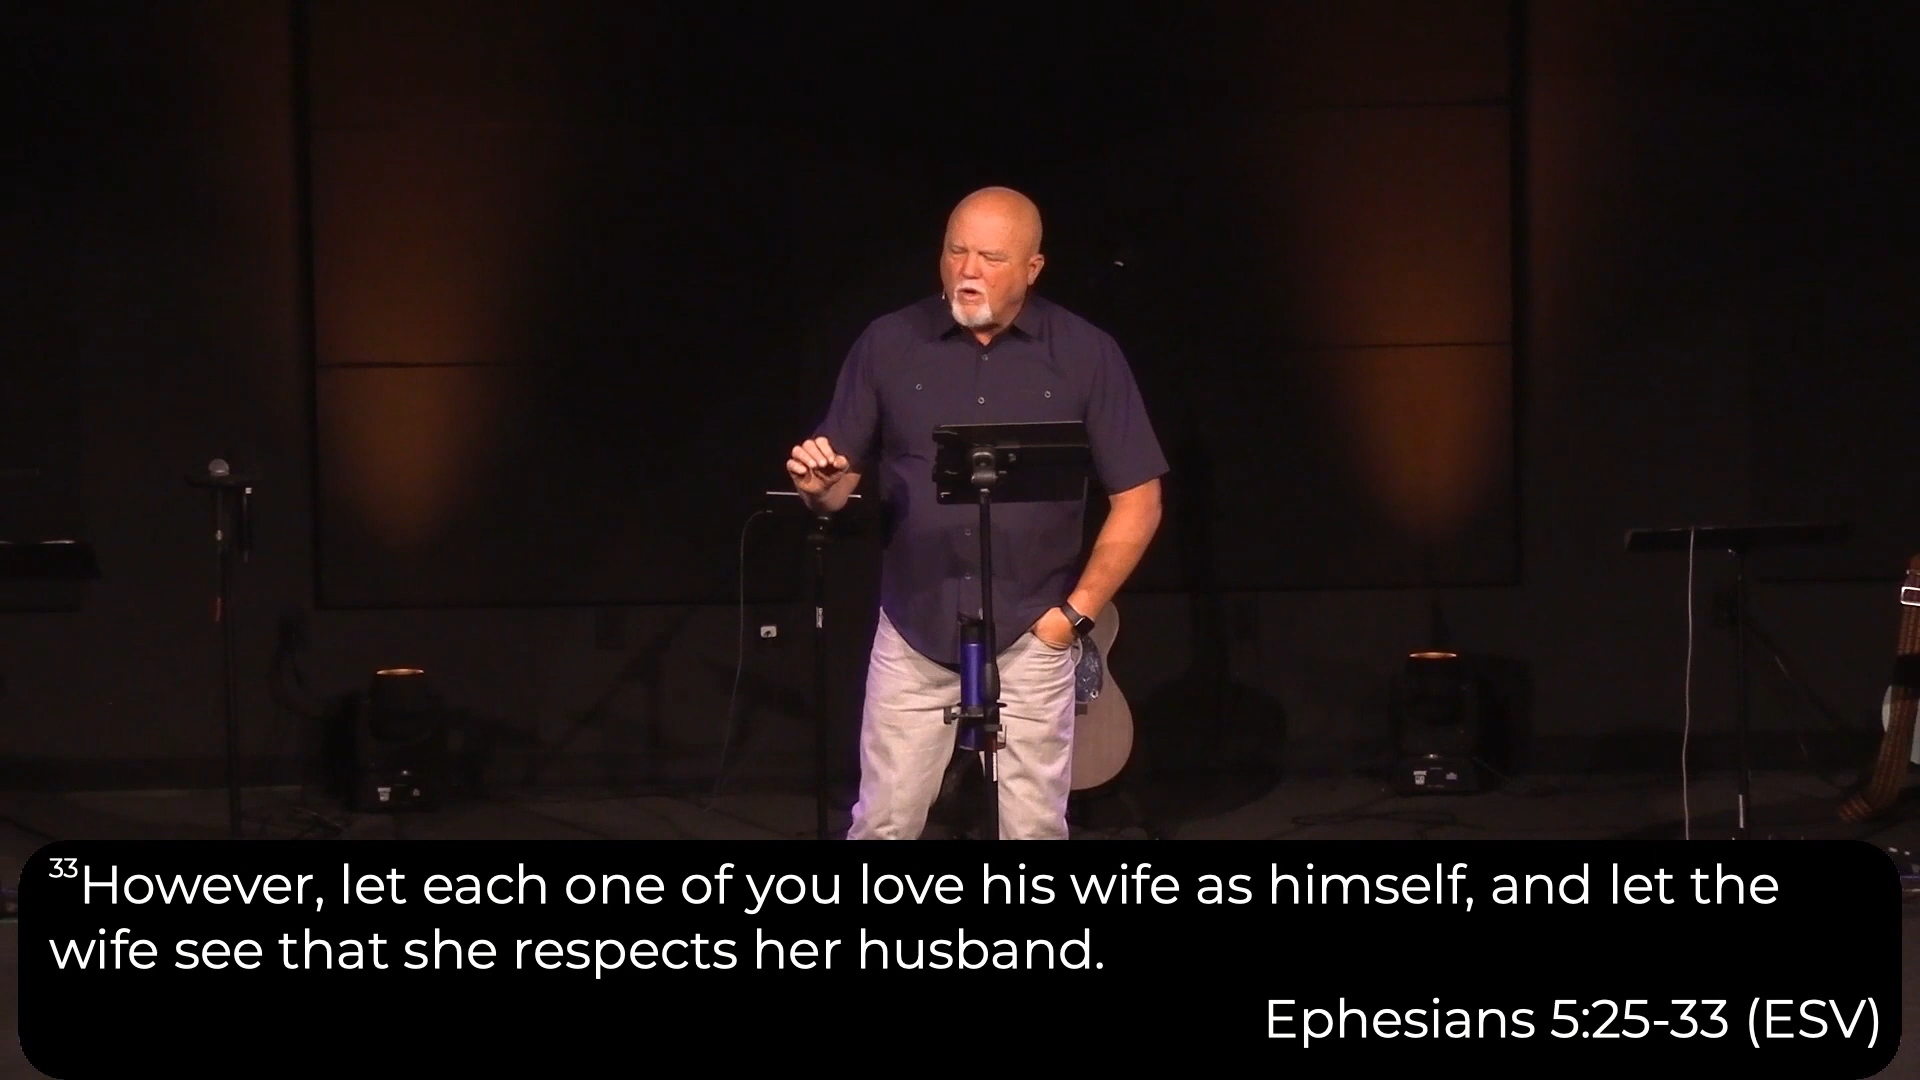 33However, let each one of you love his wife as himself, and let the
wife see that she respects her husband.
Ephesians 5:25-33 (ESV)